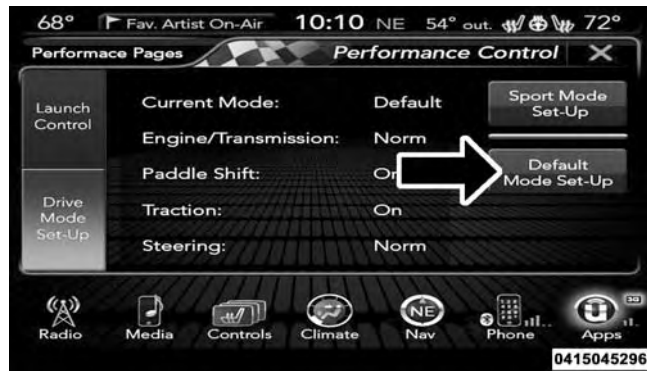 68° Fav. Artist On-Air 10:10 NE 54° out. 72°
Performace Pages Performance Control X
Launch Control
Drive Mode Set-Up
Current Mode: Default
Engine/Transmission: Norm
Paddle Shift:
Traction: On
Steering: Norm
Sport Mode Set-Up
Default Mode Set-Up
Radio Media Controls Climate NE Nav Phone 3G Apps
0415045296